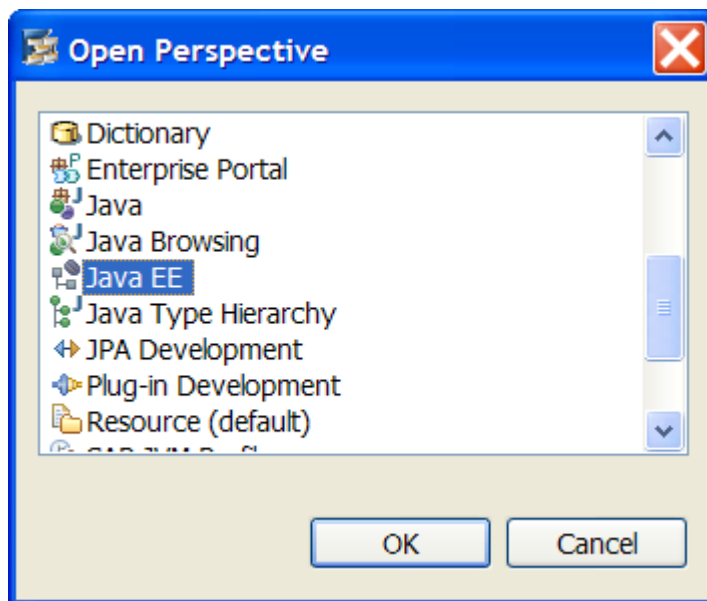 Open Perspective
Dictionary
Enterprise Portal
Java
Java Browsing
Java EE
Java Type Hierarchy
JPA Development
Plug-in Development
Resource (default)
OK
Cancel